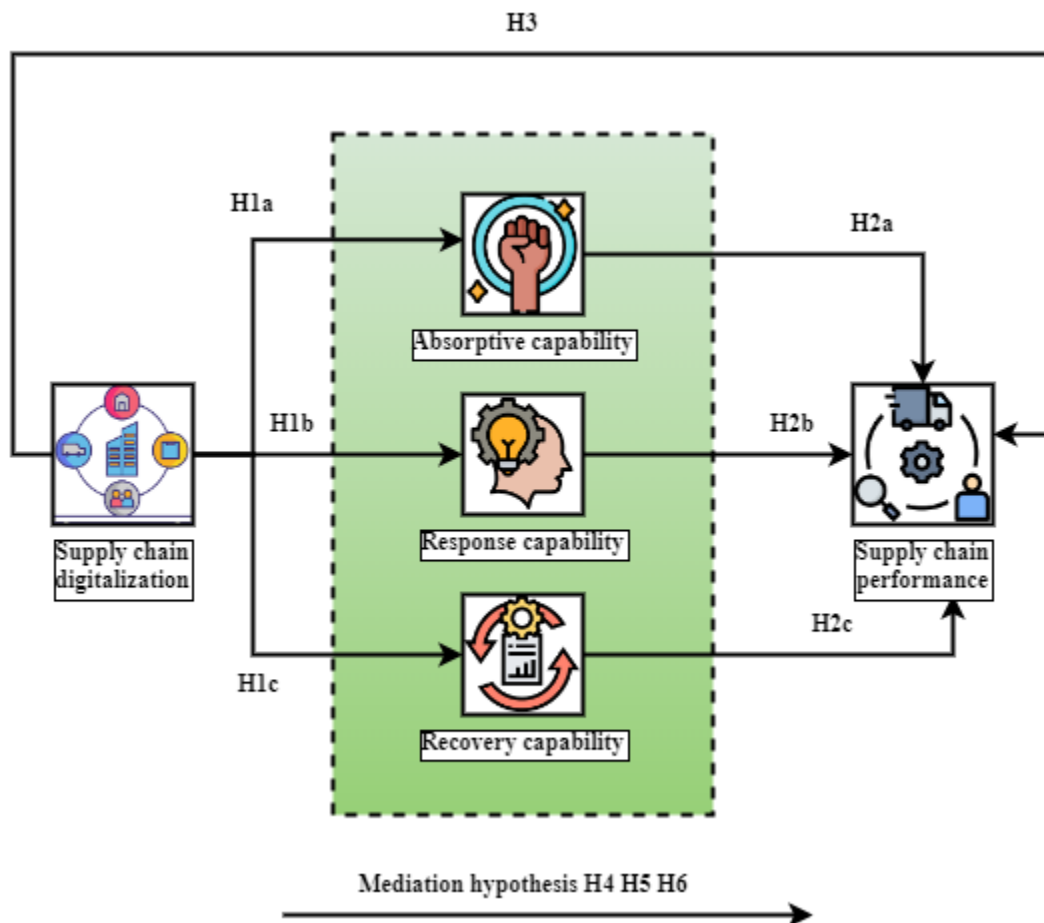 H3
H1a
H2a
Absorptive capability
H1b
H2b
Supply chain
digitalization
Response capability
Supply chain
performance
H2c
H1c
Recovery capability
Mediation hypothesis H4 H5 H6